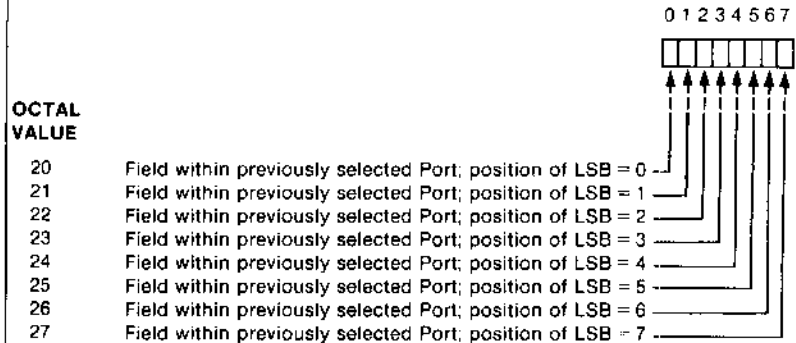 0 1 2 3 4 5 6 7
OCTAL
VALUE
20 Field within previously selected Port; position of LSB = 0
21 Field within previously selected Port; position of LSB = 1
22 Field within previously selected Port; position of LSB = 2
23 Field within previously selected Port; position of LSB = 3
24 Field within previously selected Port; position of LSB = 4
25 Field within previously selected Port; position of LSB = 5
26 Field within previously selected Port; position of LSB = 6
27 Field within previously selected Port; position of LSB = 7